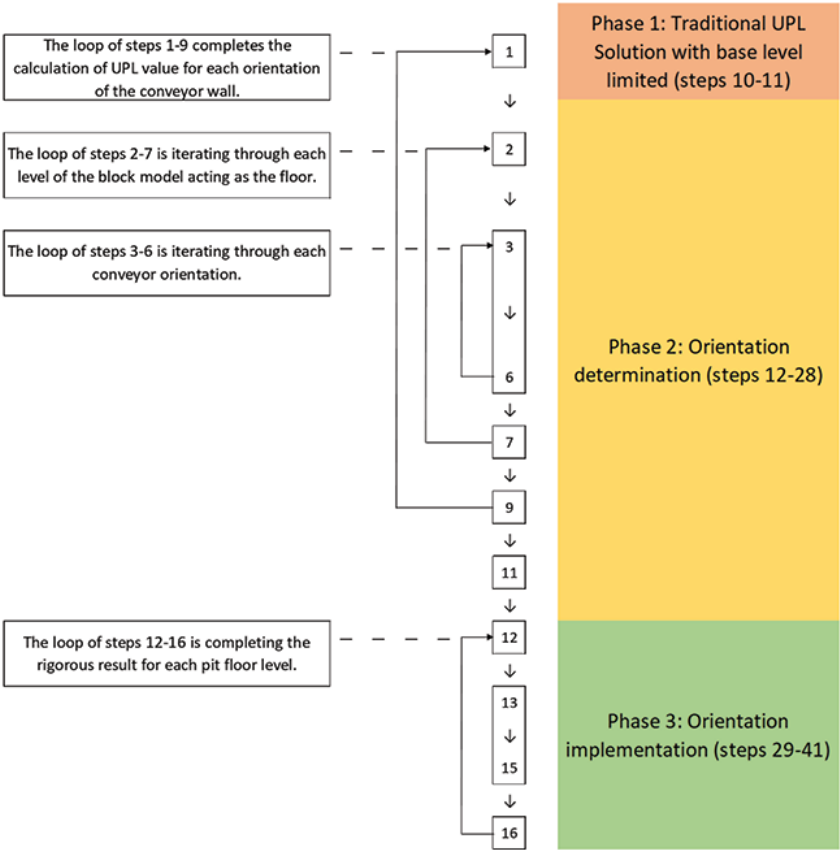 The loop of steps 1-9 completes the
calculation of UPL value for each orientation
of the conveyor wall.
1
Phase 1: Traditional UPL
Solution with base level
limited (steps 10-11)
The loop of steps 2-7 is iterating through each
level of the block model acting as the floor.
2
The loop of steps 3-6 is iterating through each
conveyor orientation.
3
6
Phase 2: Orientation
determination (steps 12-28)
7
9
11
The loop of steps 12-16 is completing the
rigorous result for each pit floor level.
12
13
15
16
Phase 3: Orientation
implementation (steps 29-41)